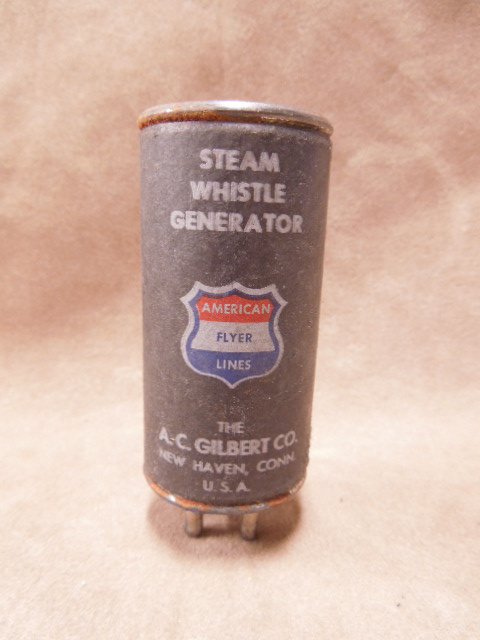 STEAM
WHISTLE
GENERATOR
AMERICAN
FLYER
LINES
THE
A.C. GILBERT CO.
NEW HAVEN, CONN.
U.S.A.